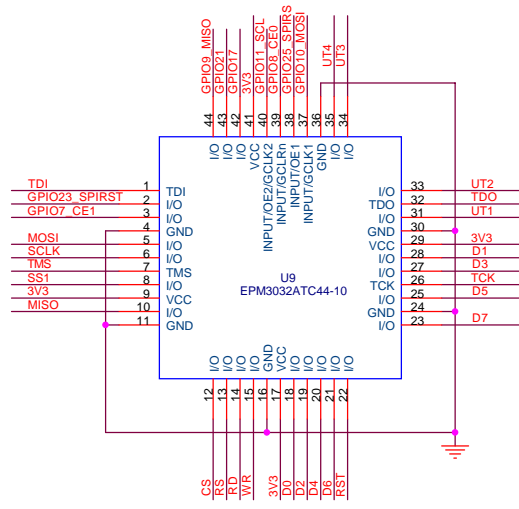 GPIO9_MISO
GPIO21
GPIO17
3V3
GPIO11_SCL
GPIO8_CE0
GPIO25_SPIRS
GPIO10_MOSI
UT4
UT3
44
43
42
41
40
39
38
37
36
35
34
I/O
I/O
I/O
VCC
INPUT/OE2/GCLK2
INPUT/GCLRn
INPUT/OE1
INPUT/GCLK1
GND
I/O
I/O
TDI 1 TDI
GPIO23_SPIRST 2 I/O
GPIO7_CE1 3 I/O
4 GND
MOSI 5 I/O
SCLK 6 I/O
TMS 7 TMS
SS1 8 I/O
3V3 9 VCC
MISO 10 I/O
11 GND
U9
EPM3032ATC44-10
I/O 33 UT2
TDO 32 TDO
I/O 31 UT1
GND 30
VCC 29 3V3
I/O 28 D1
I/O 27 D3
TCK 26 TCK
I/O 25 D5
GND 24
I/O 23 D7
I/O
I/O
I/O
I/O
GND
VCC
I/O
I/O
I/O
I/O
I/O
12
13
14
15
16
17
18
19
20
21
22
CS
RS
RD
WR
3V3
D0
D2
D4
D6
RST